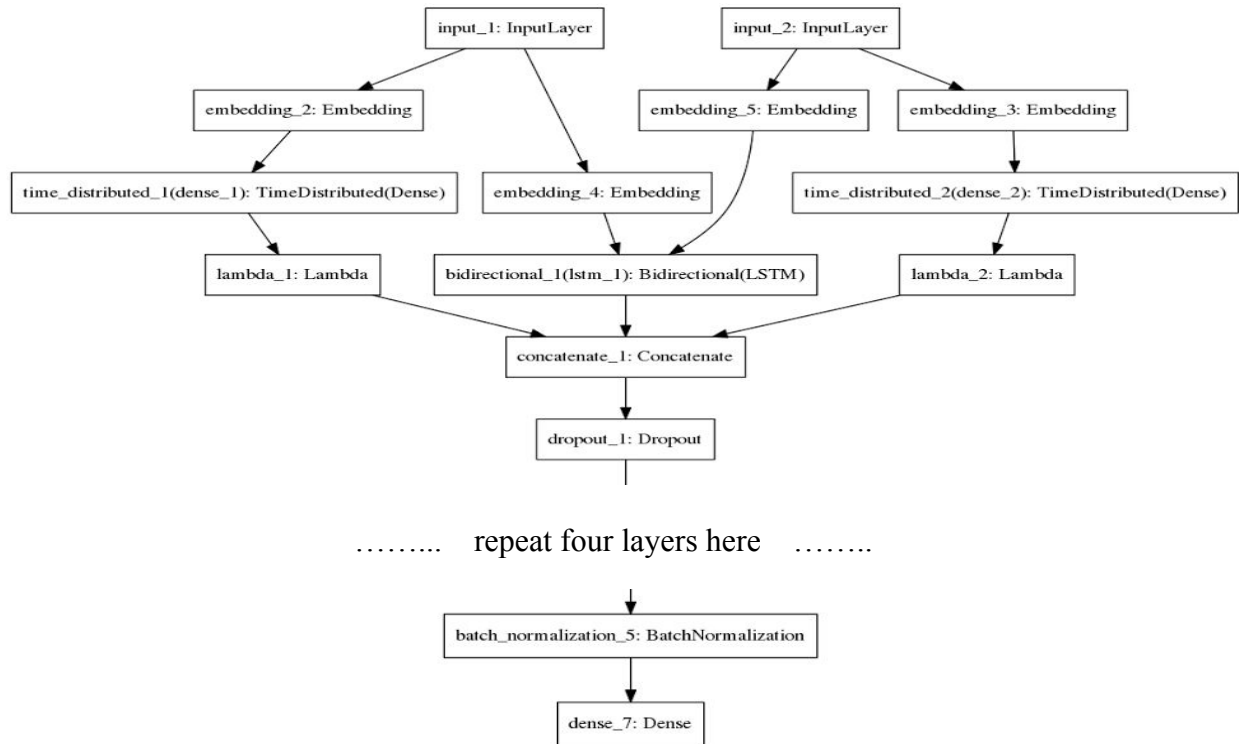 input_1: InputLayer
input_2: InputLayer
embedding_2: Embedding
embedding_5: Embedding
embedding_3: Embedding
time_distributed_1(dense_1): TimeDistributed(Dense)
embedding_4: Embedding
time_distributed_2(dense_2): TimeDistributed(Dense)
lambda_1: Lambda
bidirectional_1(lstm_1): Bidirectional(LSTM)
lambda_2: Lambda
concatenate_1: Concatenate
dropout_1: Dropout
……... repeat four layers here ……..
batch_normalization_5: BatchNormalization
dense_7: Dense